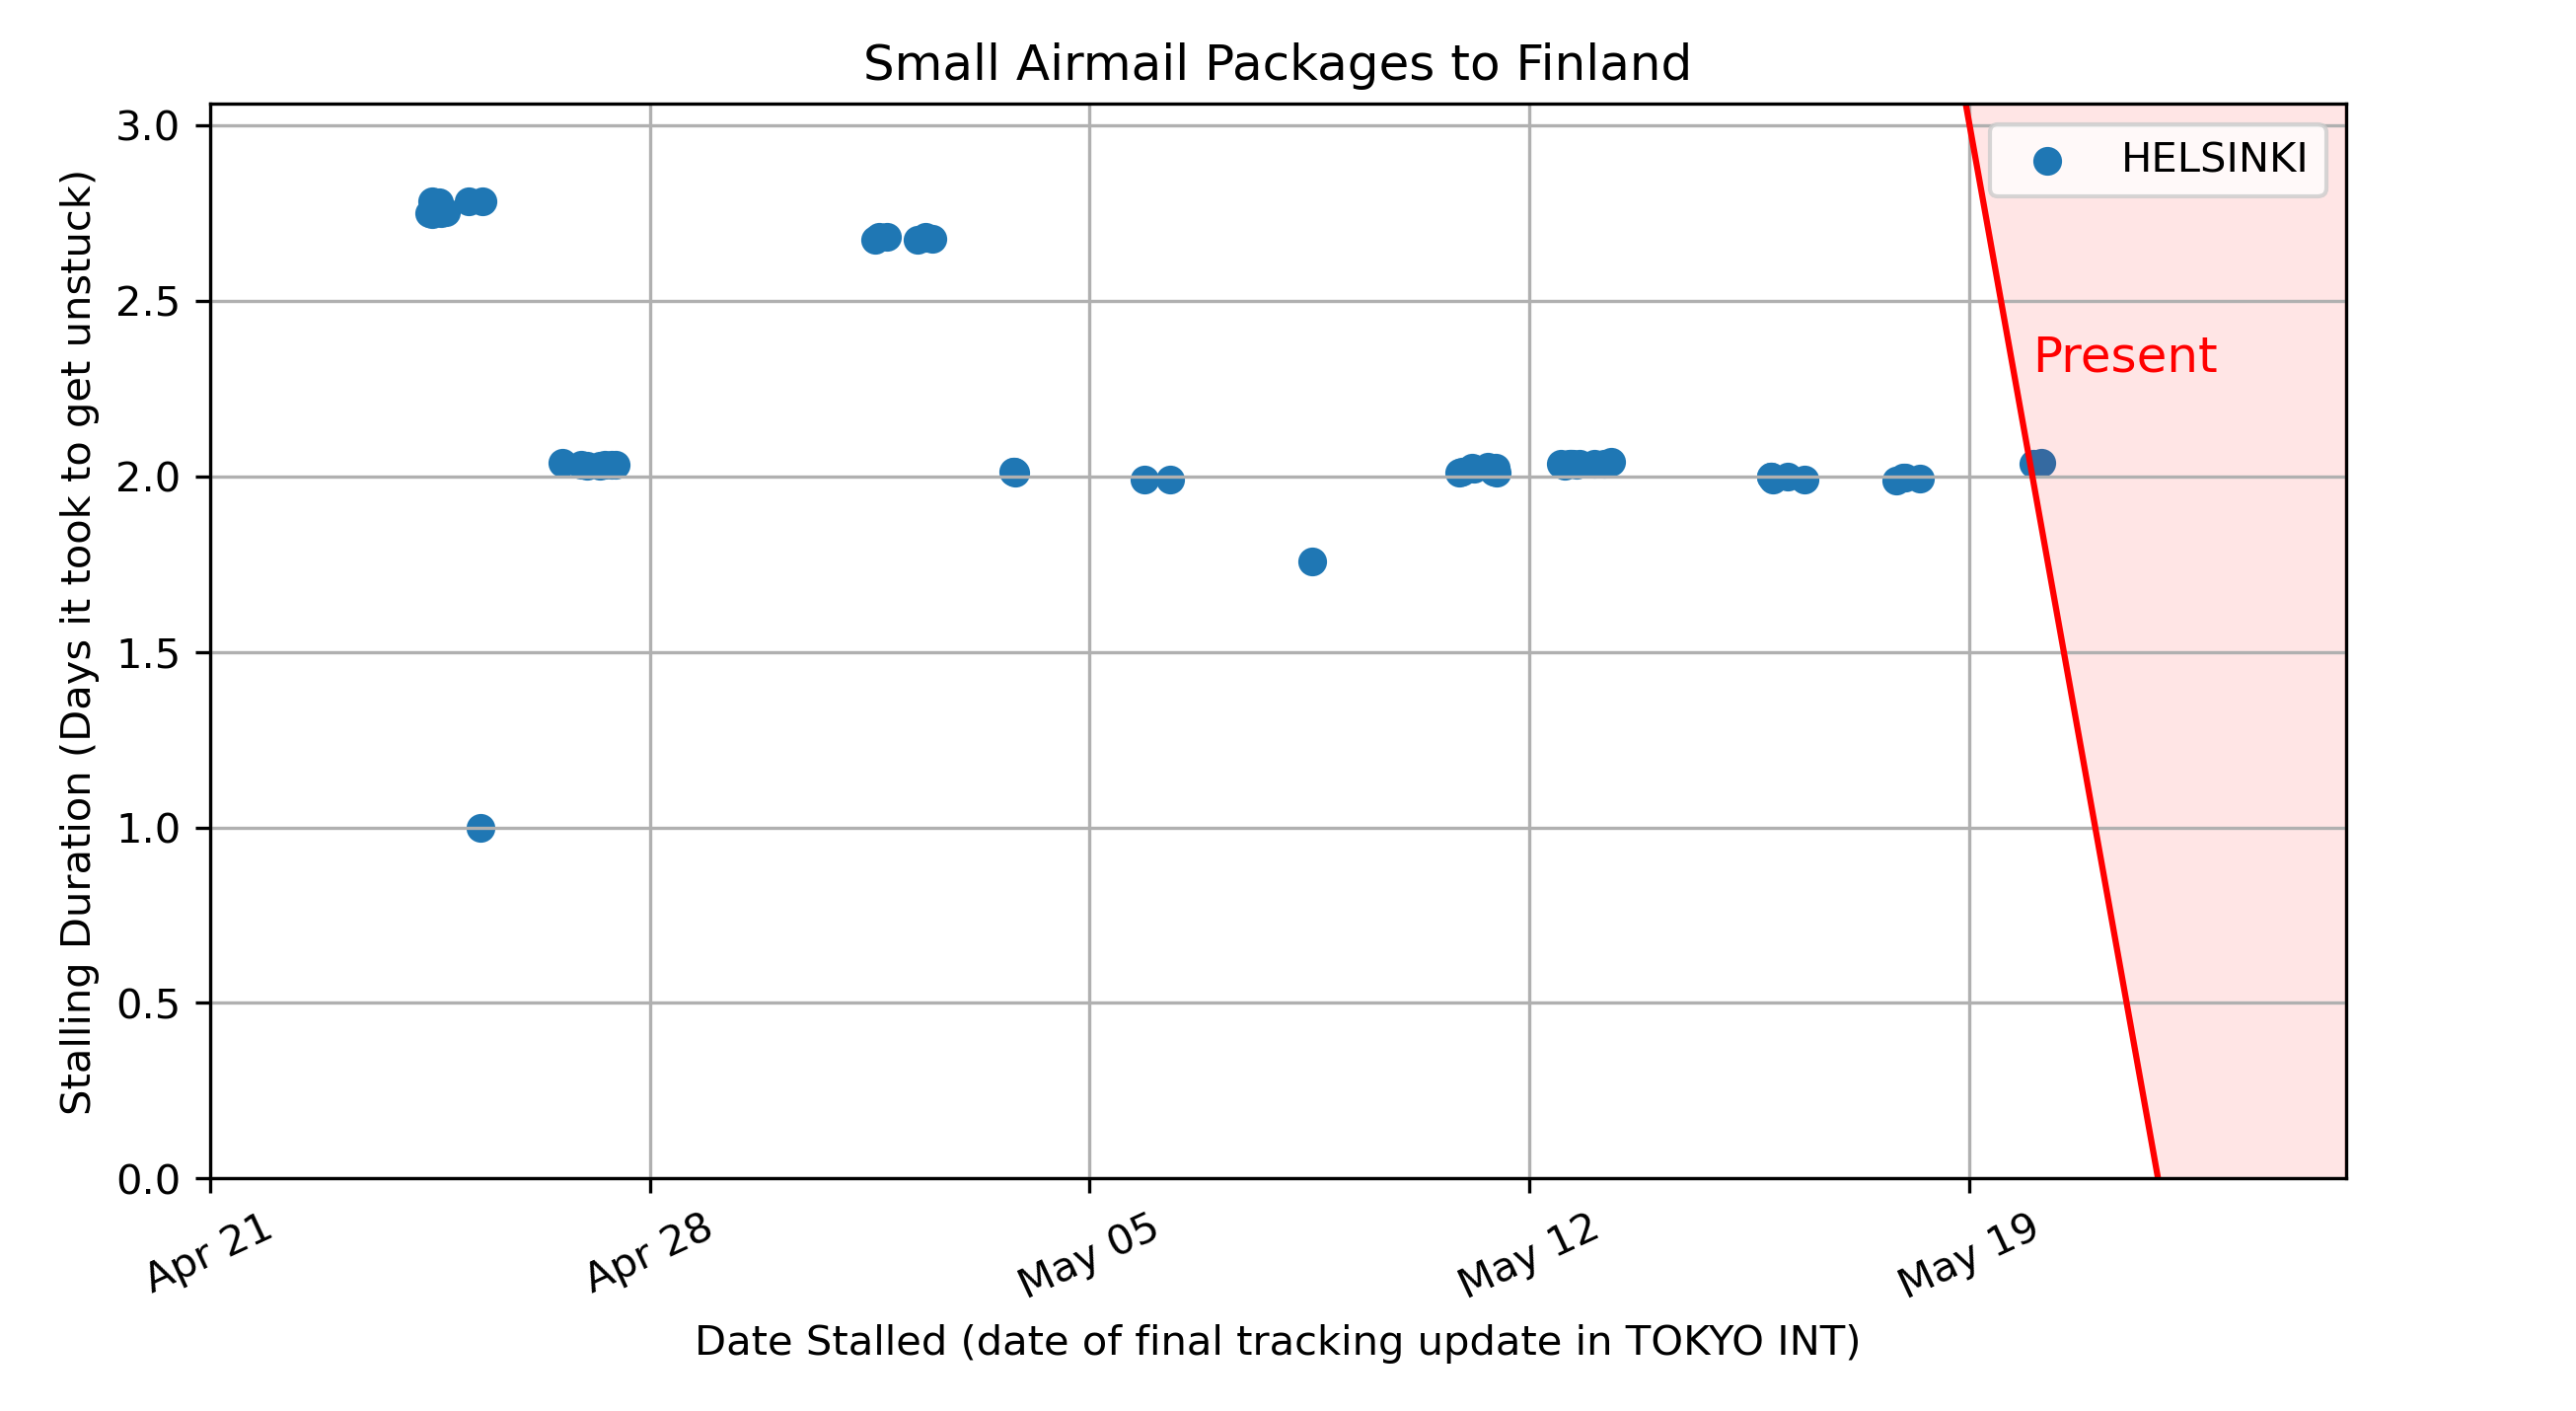 Small Airmail Packages to Finland
Stalling Duration (Days it took to get unstuck)
3.0
2.5
2.0
1.5
1.0
0.5
0.0
HELSINKI
Present
Apr 21
Apr 28
May 05
May 12
May 19
Date Stalled (date of final tracking update in TOKYO INT)